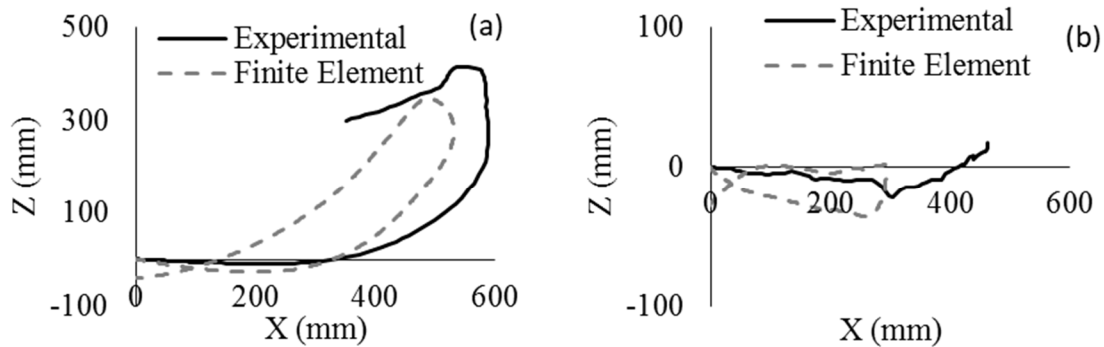 500
(a)
Experimental
Finite Element
300
Z (mm)
100
-100
0
200
400
600
X (mm)
100
(b)
Experimental
Finite Element
Z (mm)
0
0
200
400
600
-100
X (mm)